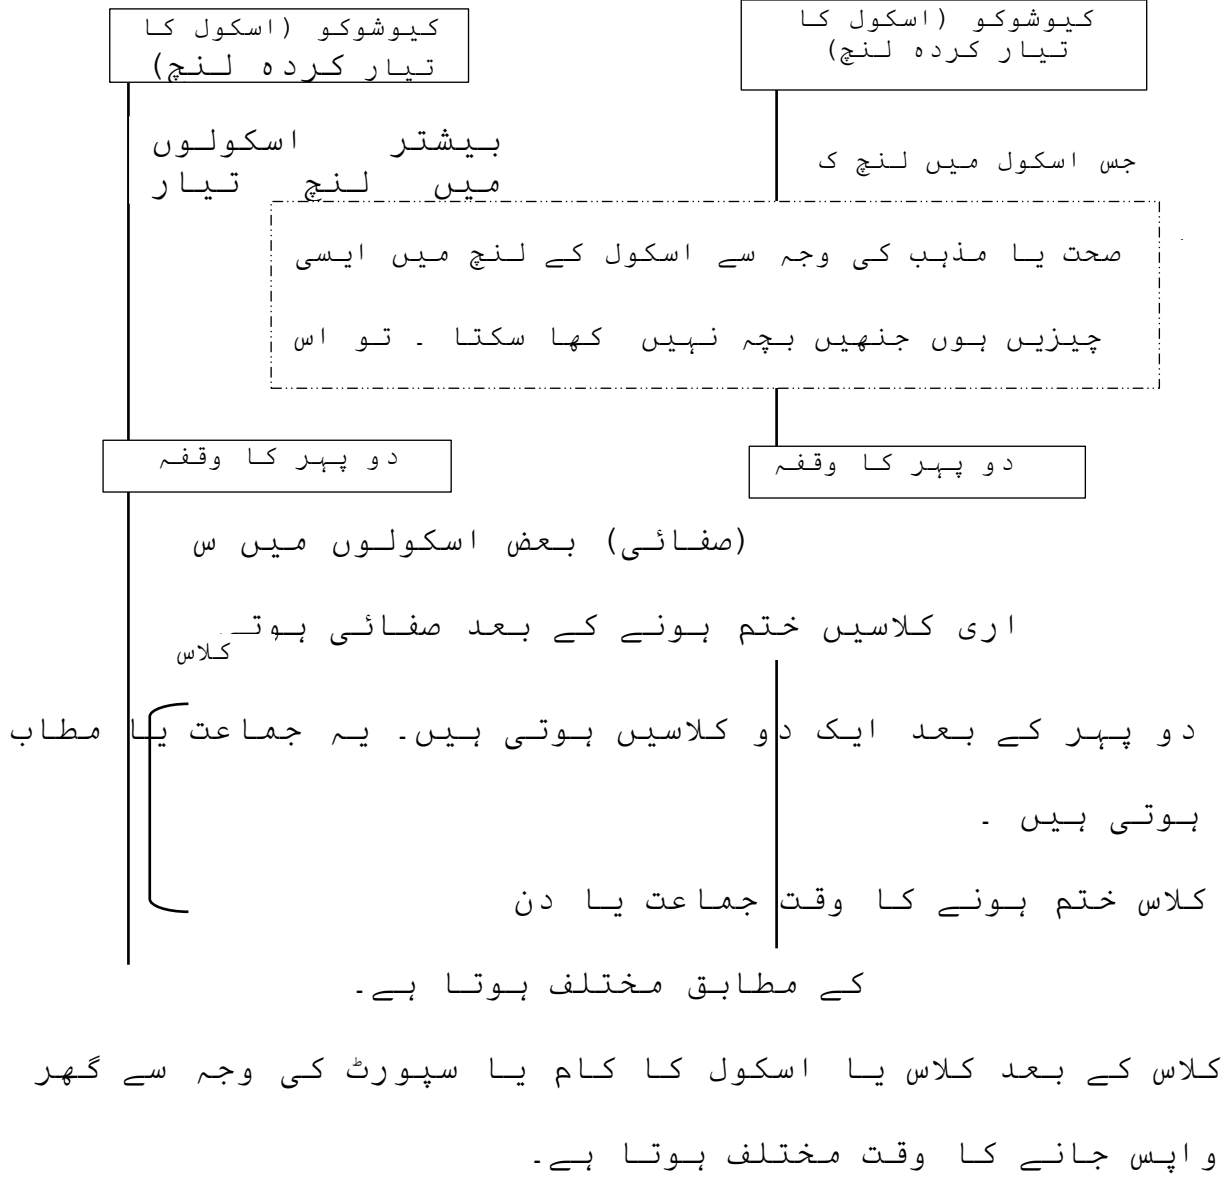 کیوشوکو (اسکول کا
تیار کردہ لنچ)
کیوشوکو (اسکول کا
تیار کردہ لنچ)
جس اسکول میں لنچ ک
بیشتر اسکولوں
میں لنچ تیار
صحت یا مذہب کی وجہ سے اسکول کے لنچ میں ایسی
چیزیں ہوں جنھیں بچہ نہیں کھا سکتا ۔ تو اس
دو پہر کا وقفہ
دو پہر کا وقفہ
(صفائی) بعض اسکولوں میں س
اری کلاسیں ختم ہونے کے بعد صفائی ہوتی
کلاس
دو پہر کے بعد ایک دو کلاسیں ہوتی ہیں۔ یہ جماعت یا مطاب
ہوتی ہیں ۔
کلاس ختم ہونے کا وقت جماعت یا دن
کے مطابق مختلف ہوتا ہے۔
کلاس کے بعد کلاس یا اسکول کا کام یا سپورٹ کی وجہ سے گھر
واپس جانے کا وقت مختلف ہوتا ہے۔